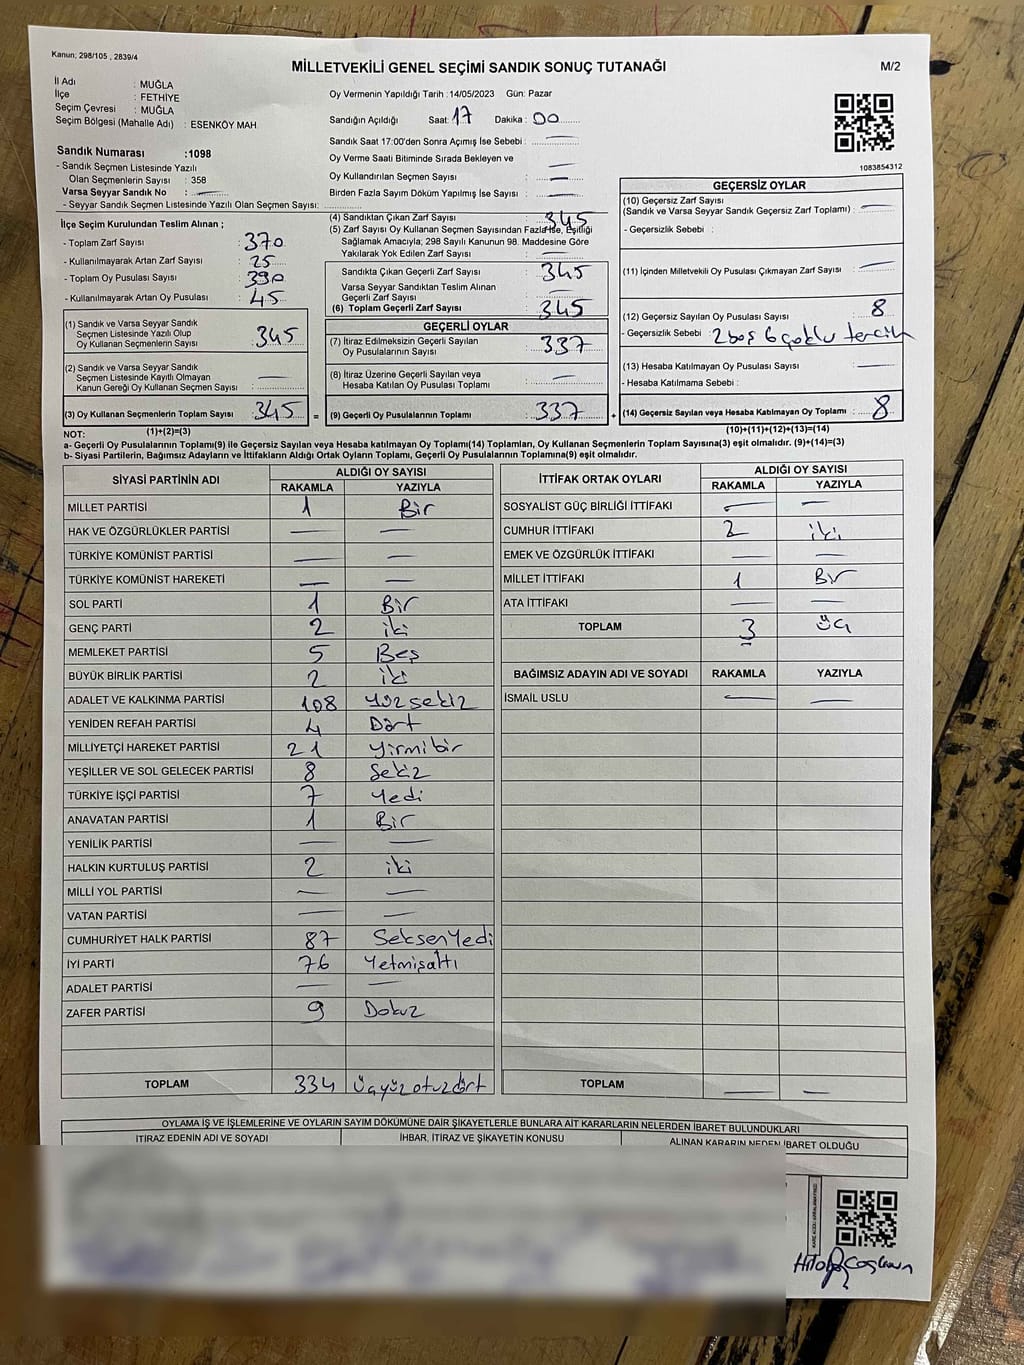 Kanun; 298/105 , 2839/4
MİLLETVEKİLİ GENEL SEÇİMİ SANDIK SONUÇ TUTANAĞI
M/2
İl Adı : MUĞLA
İlçe : FETHİYE
Seçim Çevresi : MUĞLA
Seçim Bölgesi (Mahalle Adı) : ESENKÖY MAH.
Sandık Numarası :1098
- Sandık Seçmen Listesinde Yazılı
Olan Seçmenlerin Sayısı : 358
Varsa Seyyar Sandık No : —
- Seyyar Sandık Seçmen Listesinde Yazılı Olan Seçmen Sayısı:
Oy Vermenin Yapıldığı Tarih :14/05/2023 Gün: Pazar
Sandığın Açıldığı Saat: 17 Dakika : 00
Sandık Saat 17:00'den Sonra Açımış İse Sebebi : —
Oy Verme Saati Bitiminde Sırada Bekleyen ve
Oy Kullandırılan Seçmen Sayısı : —
Birden Fazla Sayım Döküm Yapılmış İse Sayısı : —
1083854312
İlçe Seçim Kurulundan Teslim Alınan ;
- Toplam Zarf Sayısı : 370
- Kullanılmayarak Artan Zarf Sayısı : 25
- Toplam Oy Pusulası Sayısı : 390
- Kullanılmayarak Artan Oy Pusulası : 45
(1) Sandık ve Varsa Seyyar Sandık
Seçmen Listesinde Yazılı Olup
Oy Kullanan Seçmenlerin Sayısı : 345
(2) Sandık ve Varsa Seyyar Sandık
Seçmen Listesinde Kayıtlı Olmayan
Kanun Gereği Oy Kullanan Seçmen Sayısı : —
(3) Oy Kullanan Seçmenlerin Toplam Sayısı : 345 =
(1)+(2)=(3)
(4) Sandıktan Çıkan Zarf Sayısı : 345
(5) Zarf Sayısı Oy Kullanan Seçmen Sayısından Fazla İse, Eşitliği
Sağlamak Amacıyla; 298 Sayılı Kanunun 98. Maddesine Göre
Yakılarak Yok Edilen Zarf Sayısı : —
Sandıkta Çıkan Geçerli Zarf Sayısı : 345
Varsa Seyyar Sandıktan Teslim Alınan
Geçerli Zarf Sayısı : —
(6) Toplam Geçerli Zarf Sayısı : 345
GEÇERLİ OYLAR
(7) İtiraz Edilmeksizin Geçerli Sayılan
Oy Pusulalarının Sayısı : 337
(8) İtiraz Üzerine Geçerli Sayılan veya
Hesaba Katılan Oy Pusulası Toplamı : —
(9) Geçerli Oy Pusulalarının Toplamı : 337 +
GEÇERSİZ OYLAR
(10) Geçersiz Zarf Sayısı
(Sandık ve Varsa Seyyar Sandık Geçersiz Zarf Toplamı) : —
- Geçersizlik Sebebi :
(11) İçinden Milletvekili Oy Pusulası Çıkmayan Zarf Sayısı : —
(12) Geçersiz Sayılan Oy Pusulası Sayısı : 8
- Geçersizlik Sebebi : 2 boş 6 çoklu tercih
(13) Hesaba Katılmayan Oy Pusulası Sayısı : —
- Hesaba Katılmama Sebebi :
(14) Geçersiz Sayılan veya Hesaba Katılmayan Oy Toplamı : 8
(10)+(11)+(12)+(13)=(14)
NOT:
a- Geçerli Oy Pusulalarının Toplamı(9) ile Geçersiz Sayılan veya Hesaba katılmayan Oy Toplamı(14) Toplamları, Oy Kullanan Seçmenlerin Toplam Sayısına(3) eşit olmalıdır. (9)+(14)=(3)
b- Siyasi Partilerin, Bağımsız Adayların ve İttifakların Aldığı Ortak Oyların Toplamı, Geçerli Oy Pusulalarının Toplamına(9) eşit olmalıdır.
SİYASİ PARTİNİN ADI ALDIĞI OY SAYISI
RAKAMLA YAZIYLA
MİLLET PARTİSİ 1 Bir
HAK VE ÖZGÜRLÜKLER PARTİSİ — —
TÜRKİYE KOMÜNİST PARTİSİ — —
TÜRKİYE KOMÜNİST HAREKETİ — —
SOL PARTİ 1 Bir
GENÇ PARTİ 2 iki
MEMLEKET PARTİSİ 5 Beş
BÜYÜK BİRLİK PARTİSİ 2 iki
ADALET VE KALKINMA PARTİSİ 108 Yüzsekiz
YENİDEN REFAH PARTİSİ 4 Dört
MİLLİYETÇİ HAREKET PARTİSİ 21 Yirmibir
YEŞİLLER VE SOL GELECEK PARTİSİ 8 Sekiz
TÜRKİYE İŞÇİ PARTİSİ 7 Yedi
ANAVATAN PARTİSİ 1 Bir
YENİLİK PARTİSİ — —
HALKIN KURTULUŞ PARTİSİ 2 iki
MİLLİ YOL PARTİSİ — —
VATAN PARTİSİ — —
CUMHURİYET HALK PARTİSİ 87 SeksenYedi
İYİ PARTİ 76 Yetmişaltı
ADALET PARTİSİ — —
ZAFER PARTİSİ 9 Dokuz
TOPLAM 334 üçyüzotuzdört
İTTİFAK ORTAK OYLARI ALDIĞI OY SAYISI
RAKAMLA YAZIYLA
SOSYALİST GÜÇ BİRLİĞİ İTTİFAKI — —
CUMHUR İTTİFAKI 2 iki
EMEK VE ÖZGÜRLÜK İTTİFAKI — —
MİLLET İTTİFAKI 1 Bir
ATA İTTİFAKI — —
TOPLAM 3 üç
BAĞIMSIZ ADAYIN ADI VE SOYADI RAKAMLA YAZIYLA
İSMAİL USLU — —
TOPLAM — —
OYLAMA İŞ VE İŞLEMLERİNE VE OYLARIN SAYIM DÖKÜMÜNE DAİR ŞİKAYETLERLE BUNLARA AİT KARARLARIN NELERDEN İBARET BULUNDUKLARI
İTİRAZ EDENİN ADI VE SOYADI İHBAR, İTİRAZ VE ŞİKAYETİN KONUSU ALINAN KARARIN NEDEN İBARET OLDUĞU